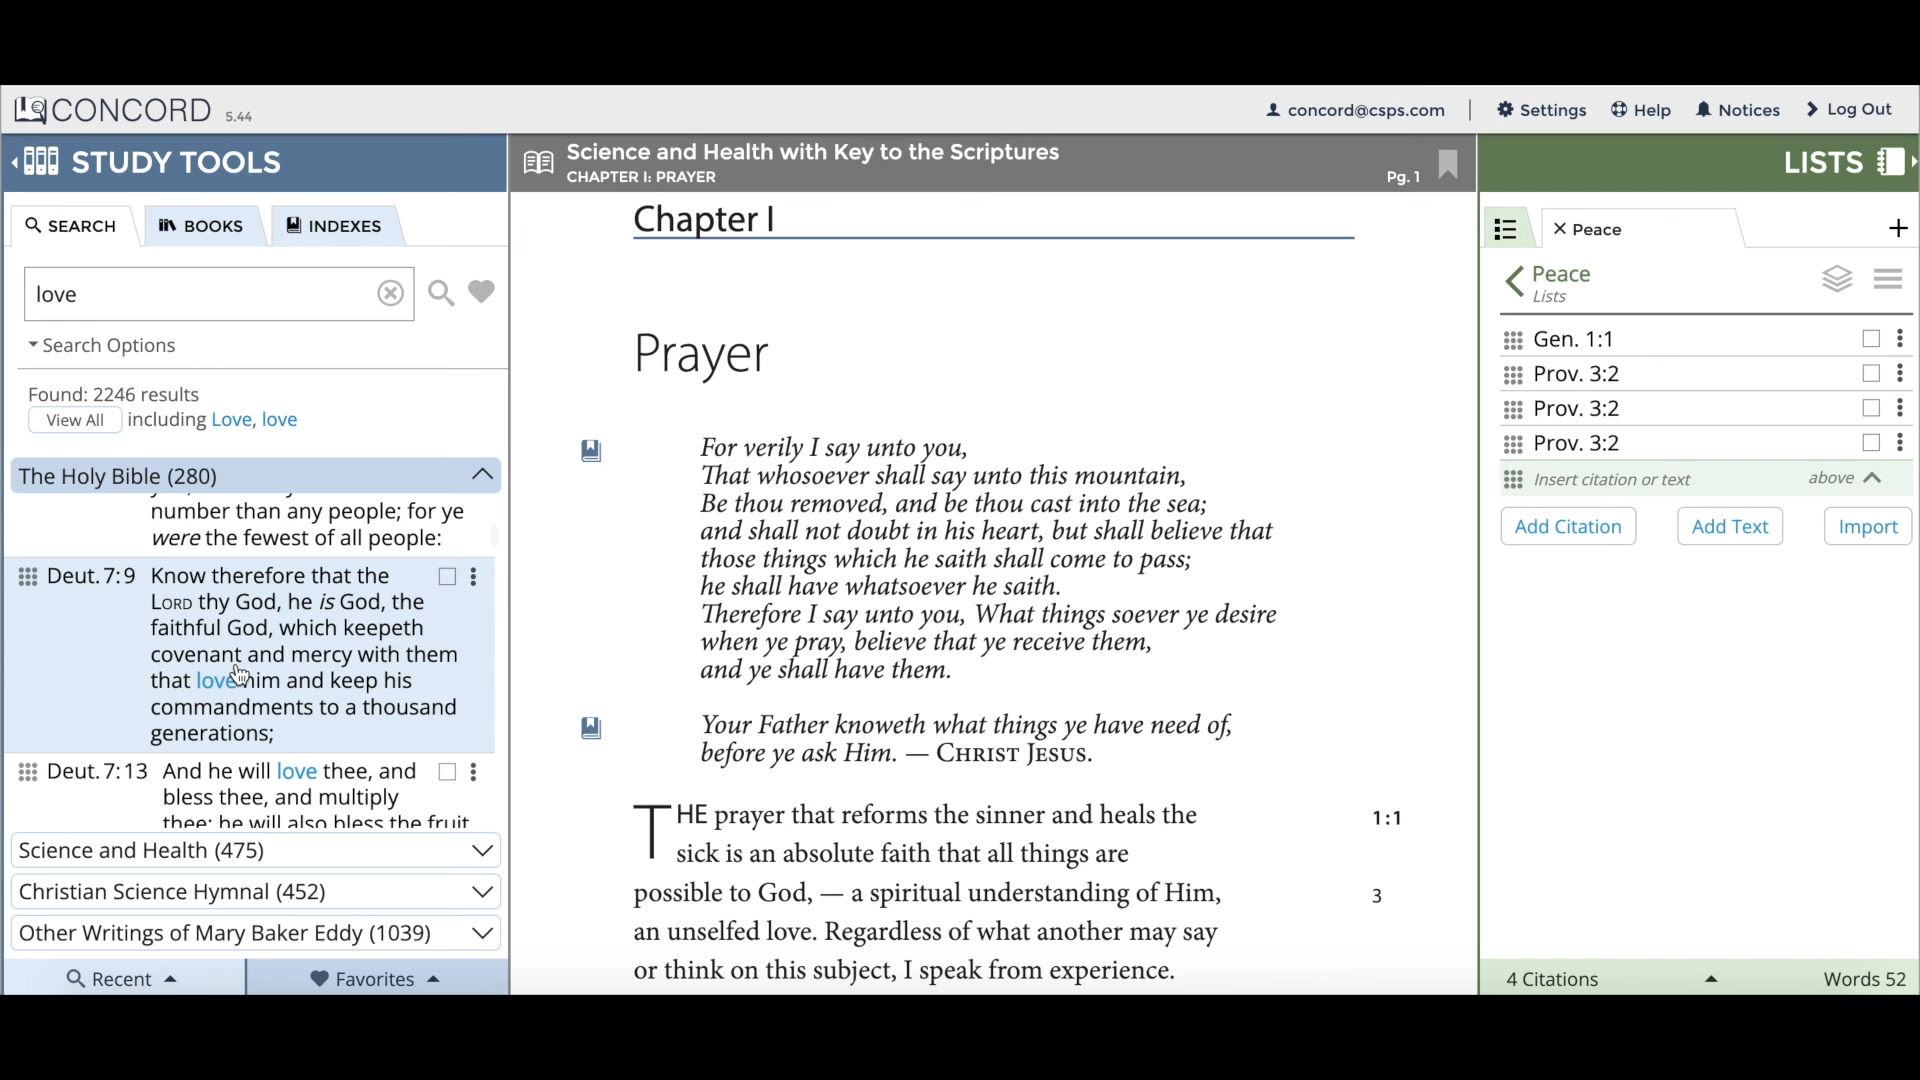 CONCORD 5.44
concord@csps.com
Settings
Help
Notices
Log Out
STUDY TOOLS
SEARCH
BOOKS
INDEXES
love
Search Options
Found: 2246 results
View All including Love, love
The Holy Bible (280)
number than any people; for ye
were the fewest of all people:
Deut. 7:9 Know therefore that the
LORD thy God, he is God, the
faithful God, which keepeth
covenant and mercy with them
that love him and keep his
commandments to a thousand
generations;
Deut. 7:13 And he will love thee, and
bless thee, and multiply
thee: he will also bless the fruit
Science and Health (475)
Christian Science Hymnal (452)
Other Writings of Mary Baker Eddy (1039)
Recent
Favorites
Science and Health with Key to the Scriptures
CHAPTER I: PRAYER
Pg. 1
Chapter I
Prayer
For verily I say unto you,
That whosoever shall say unto this mountain,
Be thou removed, and be thou cast into the sea;
and shall not doubt in his heart, but shall believe that
those things which he saith shall come to pass;
he shall have whatsoever he saith.
Therefore I say unto you, What things soever ye desire
when ye pray, believe that ye receive them,
and ye shall have them.
Your Father knoweth what things ye have need of,
before ye ask Him. — CHRIST JESUS.
THE prayer that reforms the sinner and heals the 1:1
sick is an absolute faith that all things are
possible to God, — a spiritual understanding of Him, 3
an unselfed love. Regardless of what another may say
or think on this subject, I speak from experience.
LISTS
Peace
Peace
Lists
Gen. 1:1
Prov. 3:2
Prov. 3:2
Prov. 3:2
Insert citation or text above
Add Citation
Add Text
Import
4 Citations
Words 52